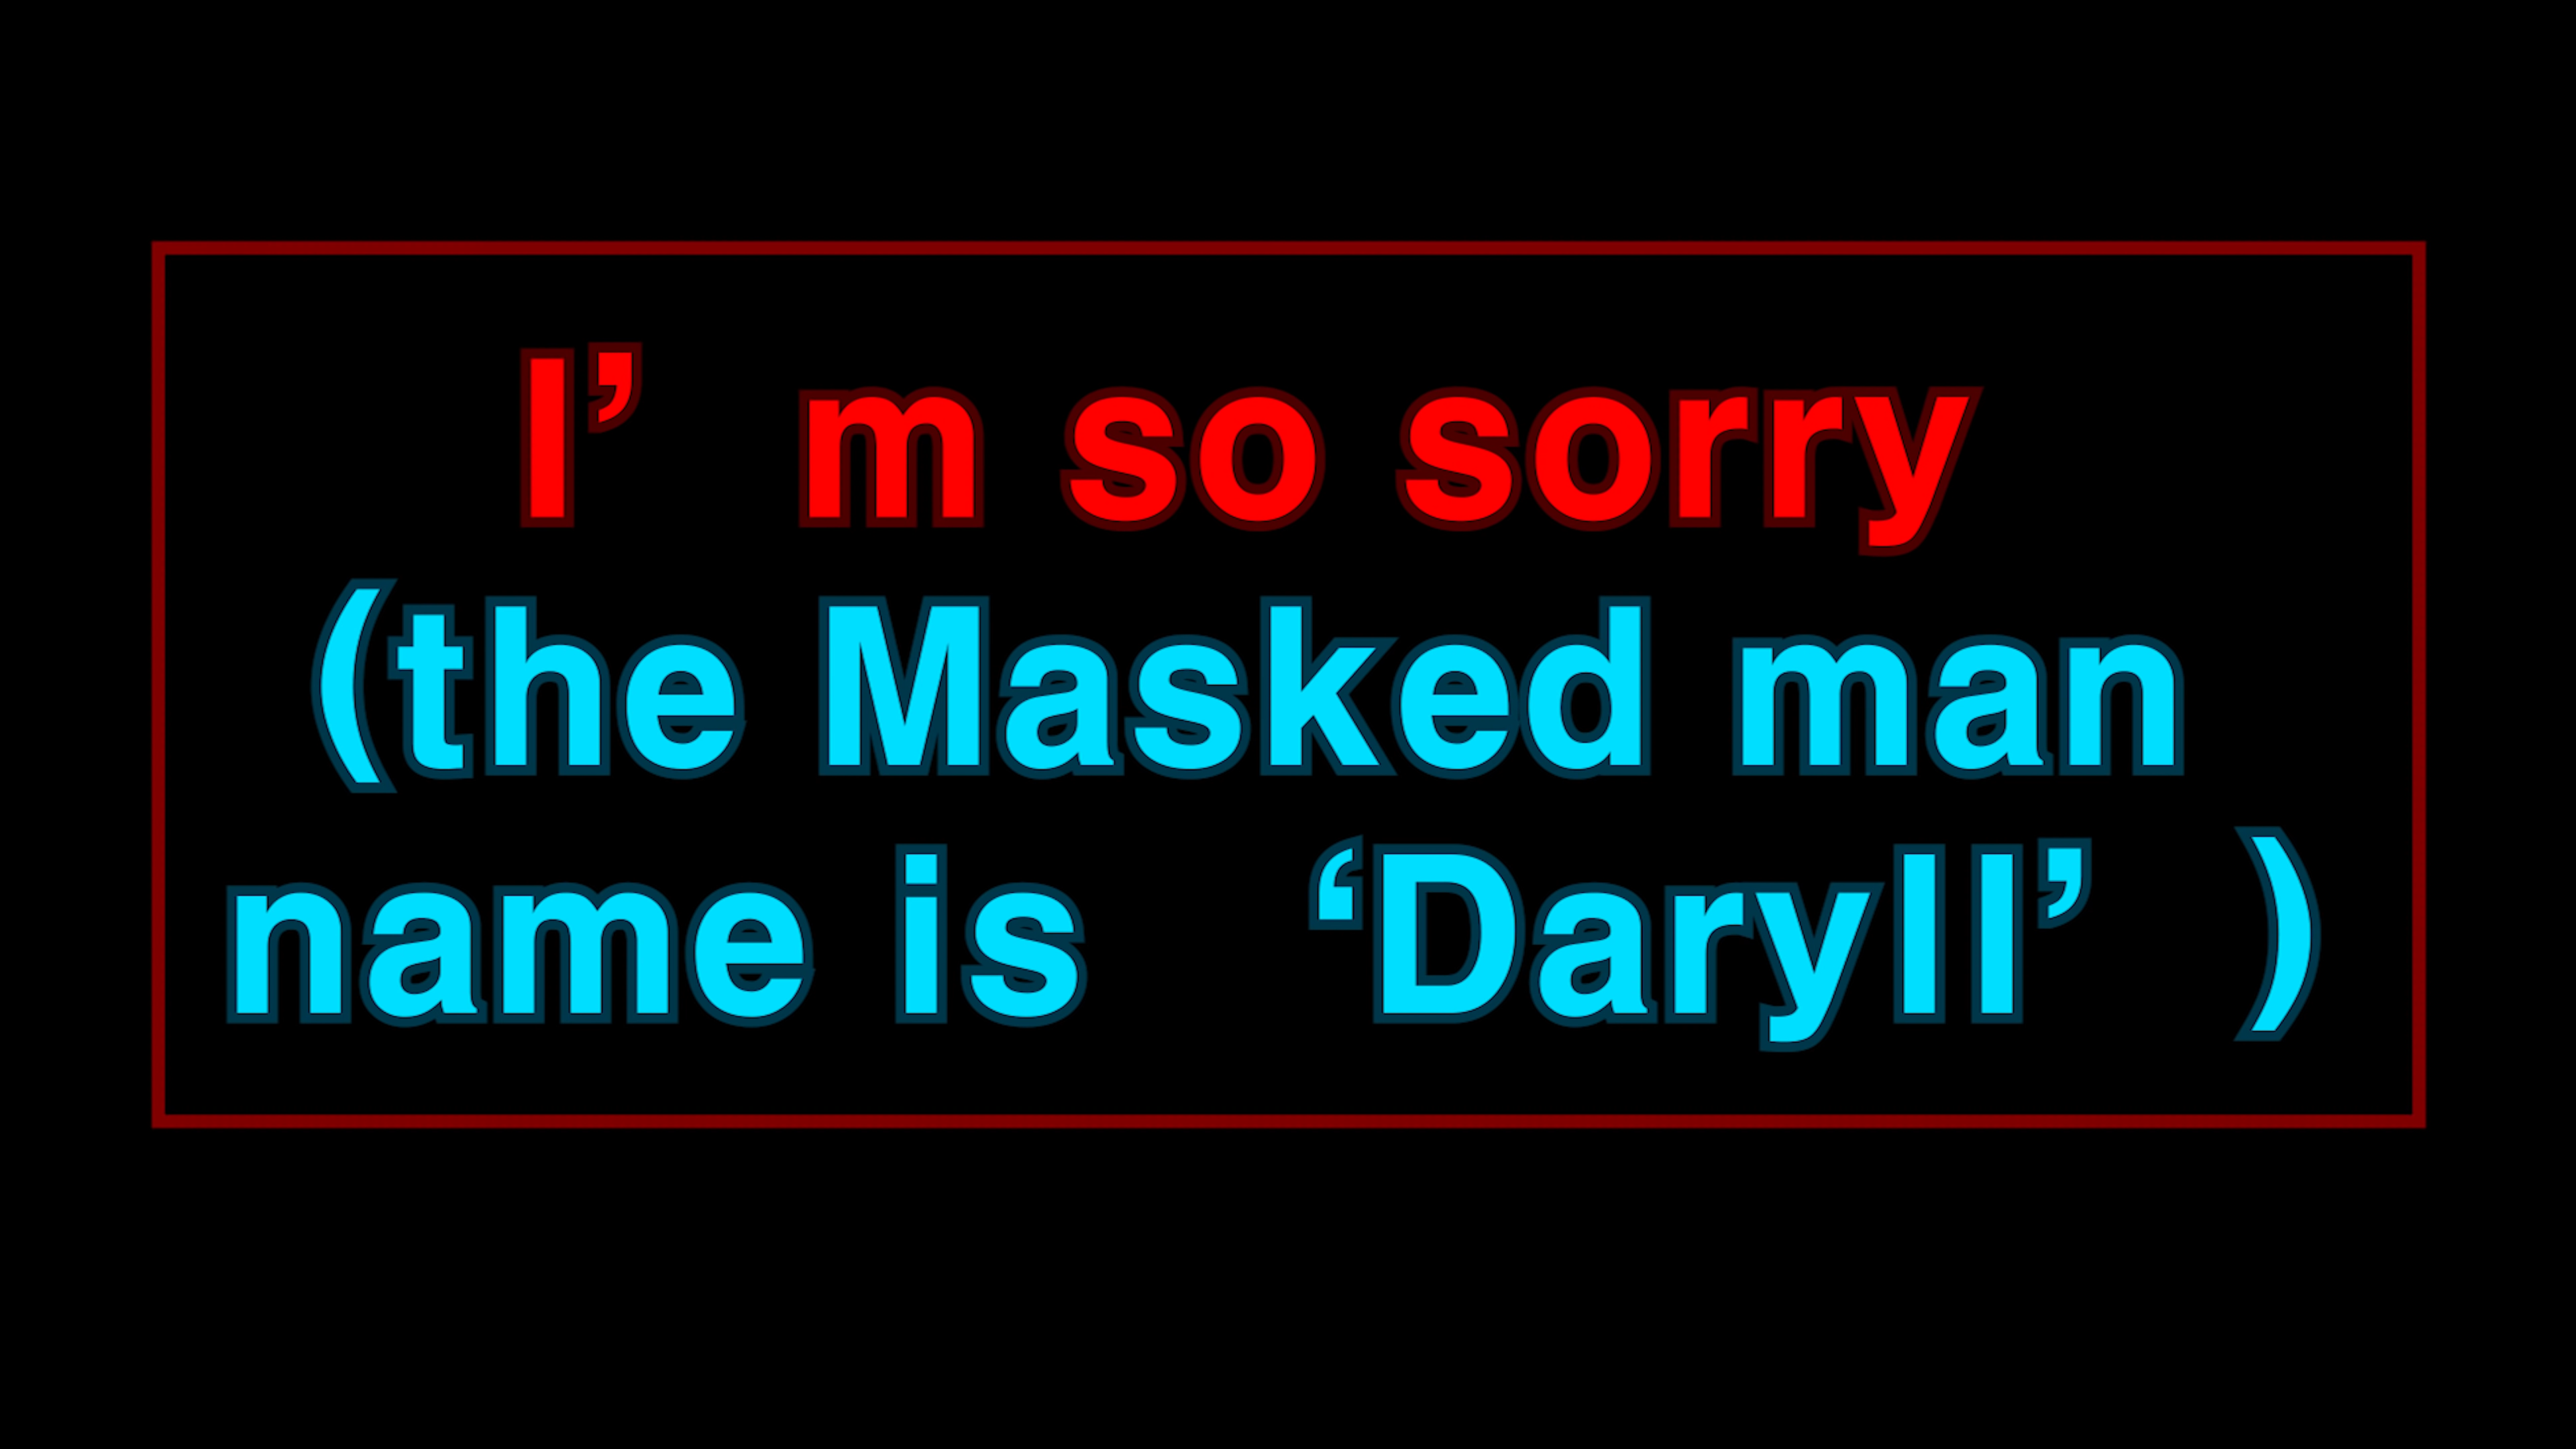 I’ m so sorry
(the Masked man
name is ‘Daryll’ )